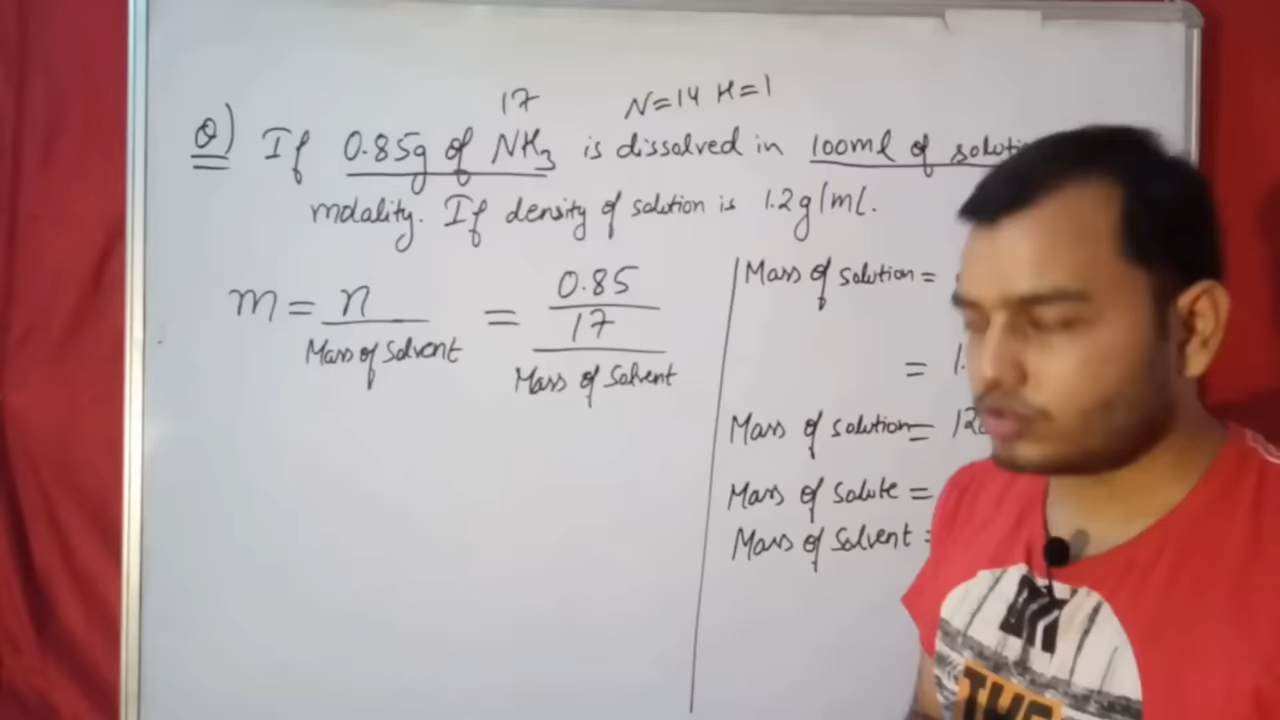 17 N=14 H=1
Q) If 0.85g of NH3 is dissolved in 100ml of
molality. If density of solution is 1.2g/mL.
m = n / Mass of Solvent = 0.85 / 17 / Mass of Solvent
Mass of Solution =
= 1.
Mass of solution = 12
Mass of Solute =
Mass of Solvent =
THE